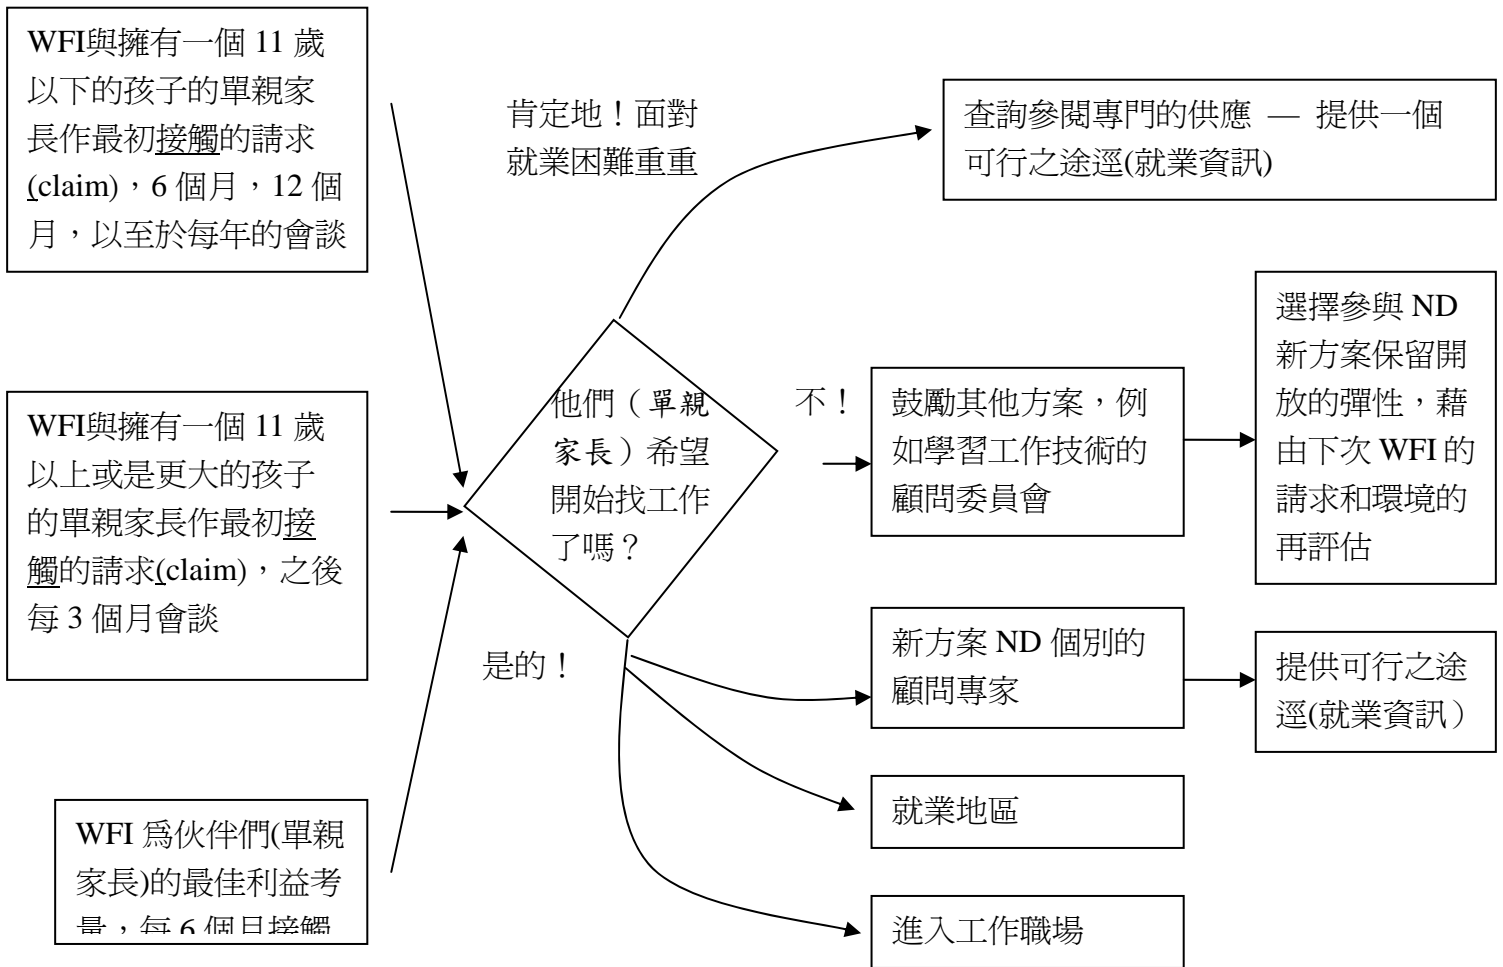 WFI與擁有一個 11 歲
以下的孩子的單親家
長作最初接觸的請求
(claim)，6 個月，12 個
月，以至於每年的會談
肯定地！面對
就業困難重重
查詢參閱專門的供應 — 提供一個
可行之途逕(就業資訊)
WFI與擁有一個 11 歲
以上或是更大的孩子
的單親家長作最初接
觸的請求(claim)，之後
每 3 個月會談
他們（單親
家長）希望
開始找工作
了嗎？
不！
鼓勵其他方案，例
如學習工作技術的
顧問委員會
選擇參與 ND
新方案保留開
放的彈性，藉
由下次 WFI 的
請求和環境的
再評估
是的！
新方案 ND 個別的
顧問專家
提供可行之途
逕(就業資訊）
就業地區
WFI 為伙伴們(單親
家長)的最佳利益考
量，每 6 個月接觸
進入工作職場